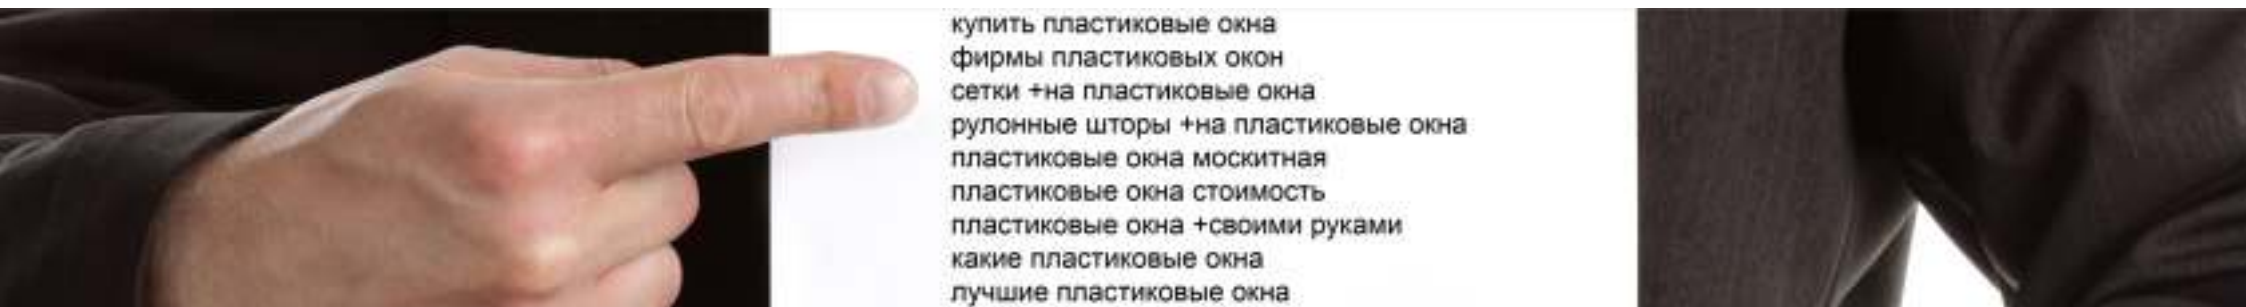 купить пластиковые окна
фирмы пластиковых окон
сетки +на пластиковые окна
рулонные шторы +на пластиковые окна
пластиковые окна москитная
пластиковые окна стоимость
пластиковые окна +своими руками
какие пластиковые окна
лучшие пластиковые окна